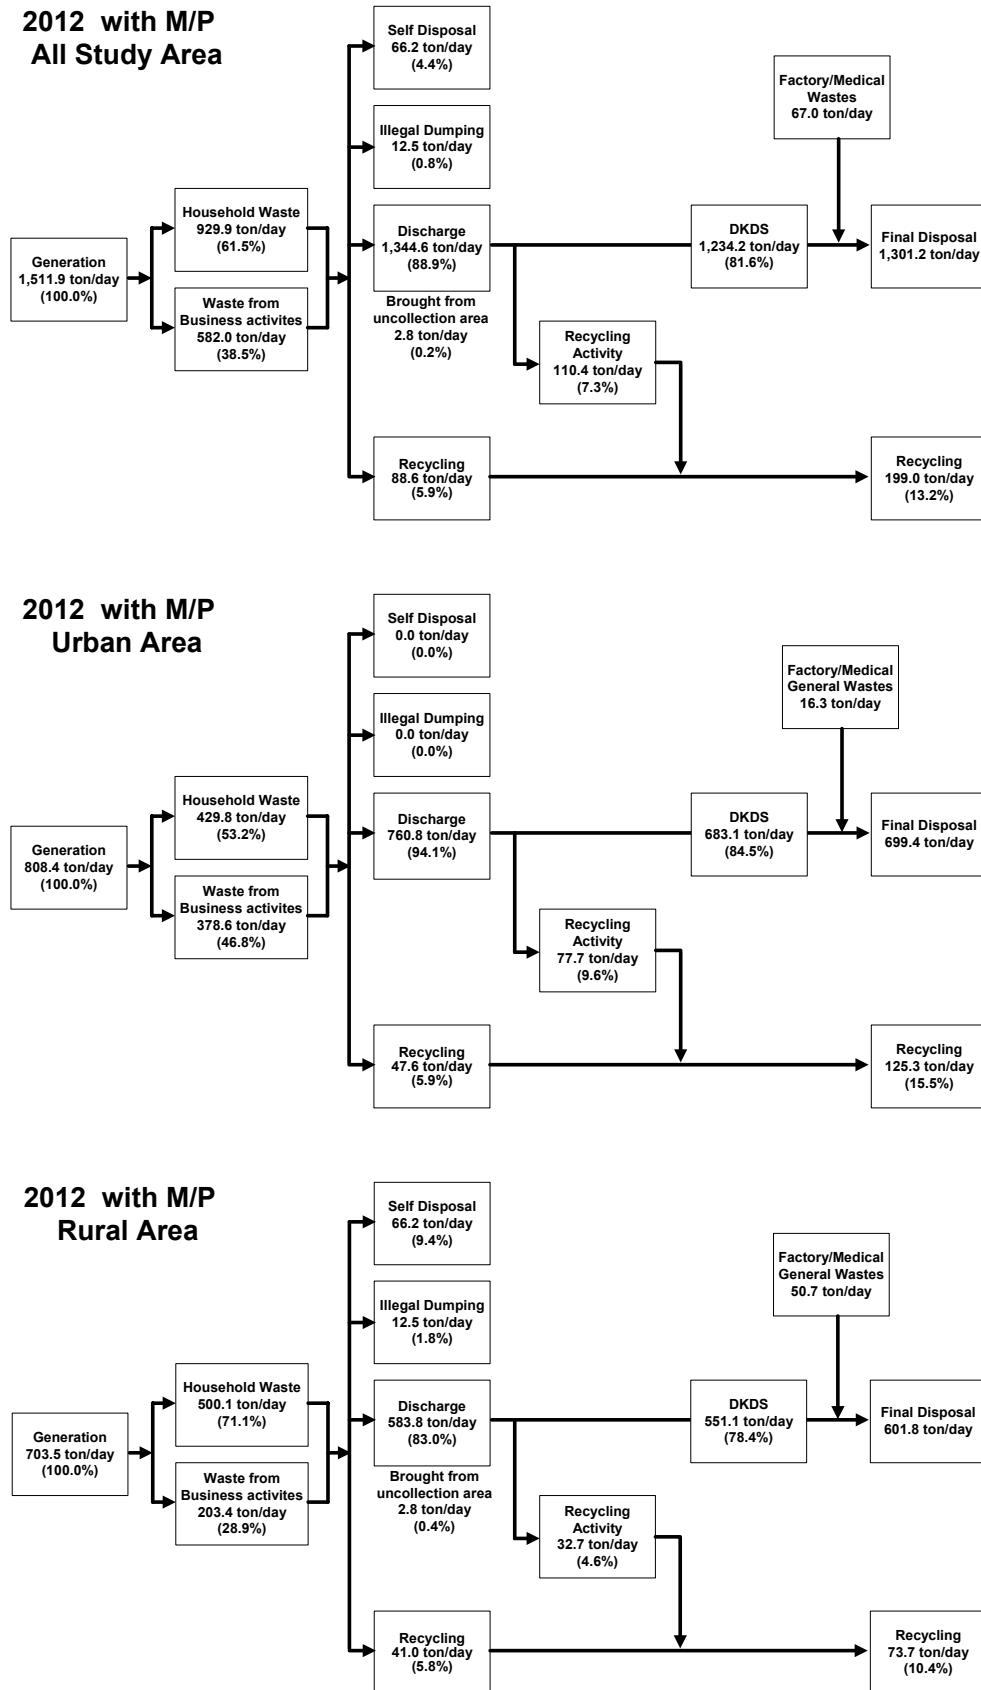 2012 with M/P
All Study Area
Self Disposal
66.2 ton/day
(4.4%)
Factory/Medical
Wastes
67.0 ton/day
Illegal Dumping
12.5 ton/day
(0.8%)
Household Waste
929.9 ton/day
(61.5%)
Discharge
1,344.6 ton/day
(88.9%)
DKDS
1,234.2 ton/day
(81.6%)
Final Disposal
1,301.2 ton/day
Generation
1,511.9 ton/day
(100.0%)
Waste from
Business activites
582.0 ton/day
(38.5%)
Brought from
uncollection area
2.8 ton/day
(0.2%)
Recycling
Activity
110.4 ton/day
(7.3%)
Recycling
88.6 ton/day
(5.9%)
Recycling
199.0 ton/day
(13.2%)
2012 with M/P
Urban Area
Self Disposal
0.0 ton/day
(0.0%)
Factory/Medical
General Wastes
16.3 ton/day
Illegal Dumping
0.0 ton/day
(0.0%)
Household Waste
429.8 ton/day
(53.2%)
Discharge
760.8 ton/day
(94.1%)
DKDS
683.1 ton/day
(84.5%)
Final Disposal
699.4 ton/day
Generation
808.4 ton/day
(100.0%)
Waste from
Business activites
378.6 ton/day
(46.8%)
Recycling
Activity
77.7 ton/day
(9.6%)
Recycling
47.6 ton/day
(5.9%)
Recycling
125.3 ton/day
(15.5%)
2012 with M/P
Rural Area
Self Disposal
66.2 ton/day
(9.4%)
Factory/Medical
General Wastes
50.7 ton/day
Illegal Dumping
12.5 ton/day
(1.8%)
Household Waste
500.1 ton/day
(71.1%)
Discharge
583.8 ton/day
(83.0%)
DKDS
551.1 ton/day
(78.4%)
Final Disposal
601.8 ton/day
Generation
703.5 ton/day
(100.0%)
Waste from
Business activites
203.4 ton/day
(28.9%)
Brought from
uncollection area
2.8 ton/day
(0.4%)
Recycling
Activity
32.7 ton/day
(4.6%)
Recycling
41.0 ton/day
(5.8%)
Recycling
73.7 ton/day
(10.4%)